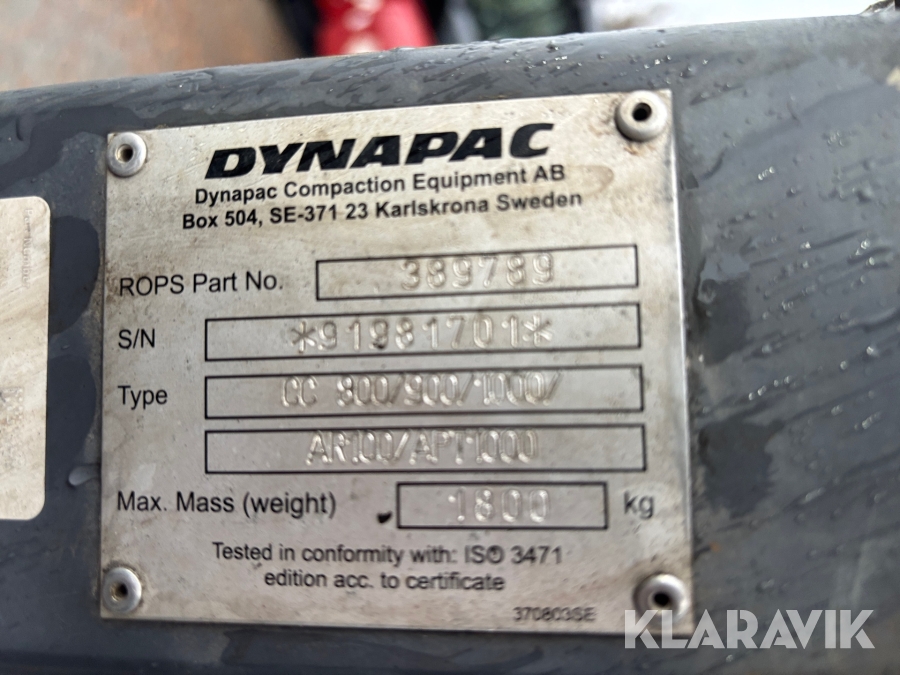 DYNAPAC
Dynapac Compaction Equipment AB
Box 504, SE-371 23 Karlskrona Sweden
ROPS Part No. 389789
S/N *91981701*
Type CC 800/900/1000/
AR100/APT1000
Max. Mass (weight) 1800 kg
Tested in conformity with: ISO 3471
edition acc. to certificate
370803SE
KLARAVIK